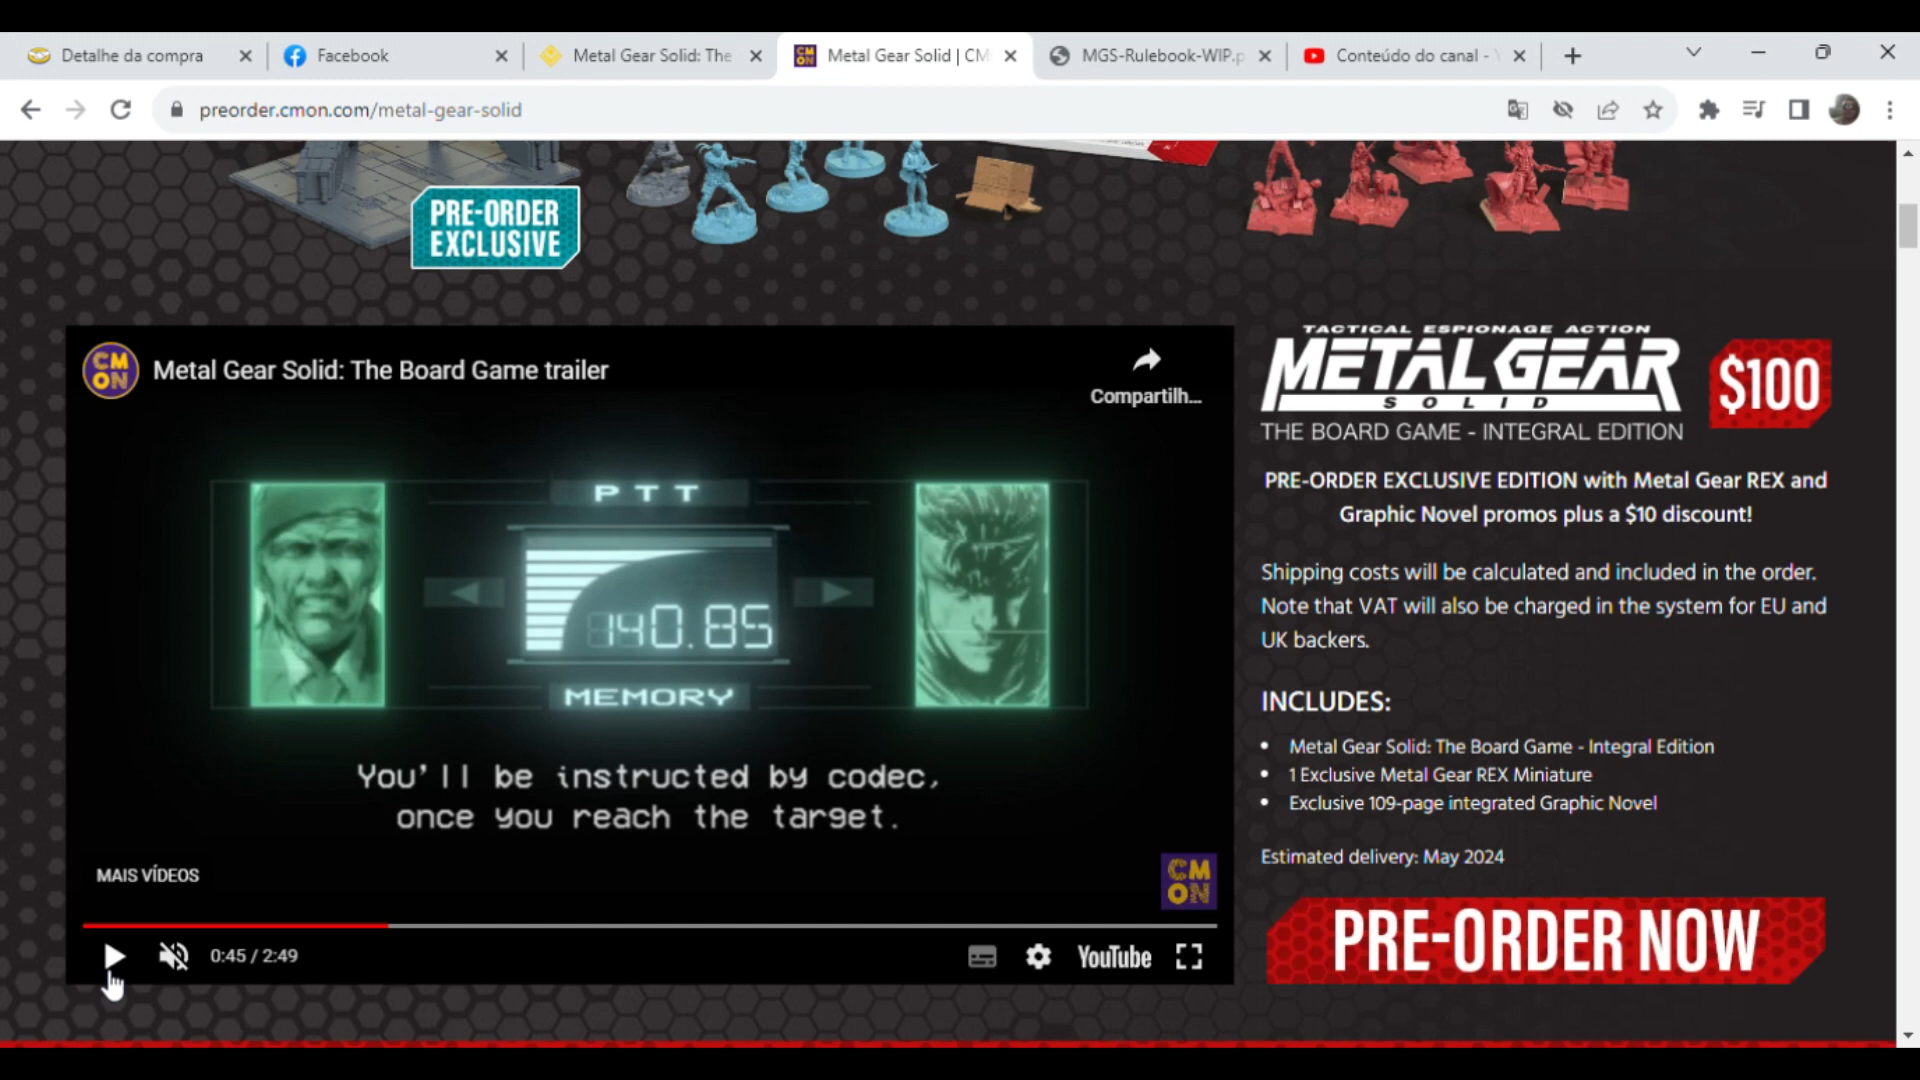 Detalhe da compra
Facebook
Metal Gear Solid: The
Metal Gear Solid | CM
MGS-Rulebook-WIP.p
Conteúdo do canal - Y
preorder.cmon.com/metal-gear-solid
PRE-ORDER
EXCLUSIVE
CM
ON
Metal Gear Solid: The Board Game trailer
Compartilh...
PTT
140.85
MEMORY
You'll be instructed by codec,
once you reach the target.
MAIS VÍDEOS
CM
ON
0:45 / 2:49
YouTube
TACTICAL ESPIONAGE ACTION
METAL GEAR
SOLID
$100
THE BOARD GAME - INTEGRAL EDITION
PRE-ORDER EXCLUSIVE EDITION with Metal Gear REX and
Graphic Novel promos plus a $10 discount!
Shipping costs will be calculated and included in the order.
Note that VAT will also be charged in the system for EU and
UK backers.
INCLUDES:
• Metal Gear Solid: The Board Game - Integral Edition
• 1 Exclusive Metal Gear REX Miniature
• Exclusive 109-page integrated Graphic Novel
Estimated delivery: May 2024
PRE-ORDER NOW